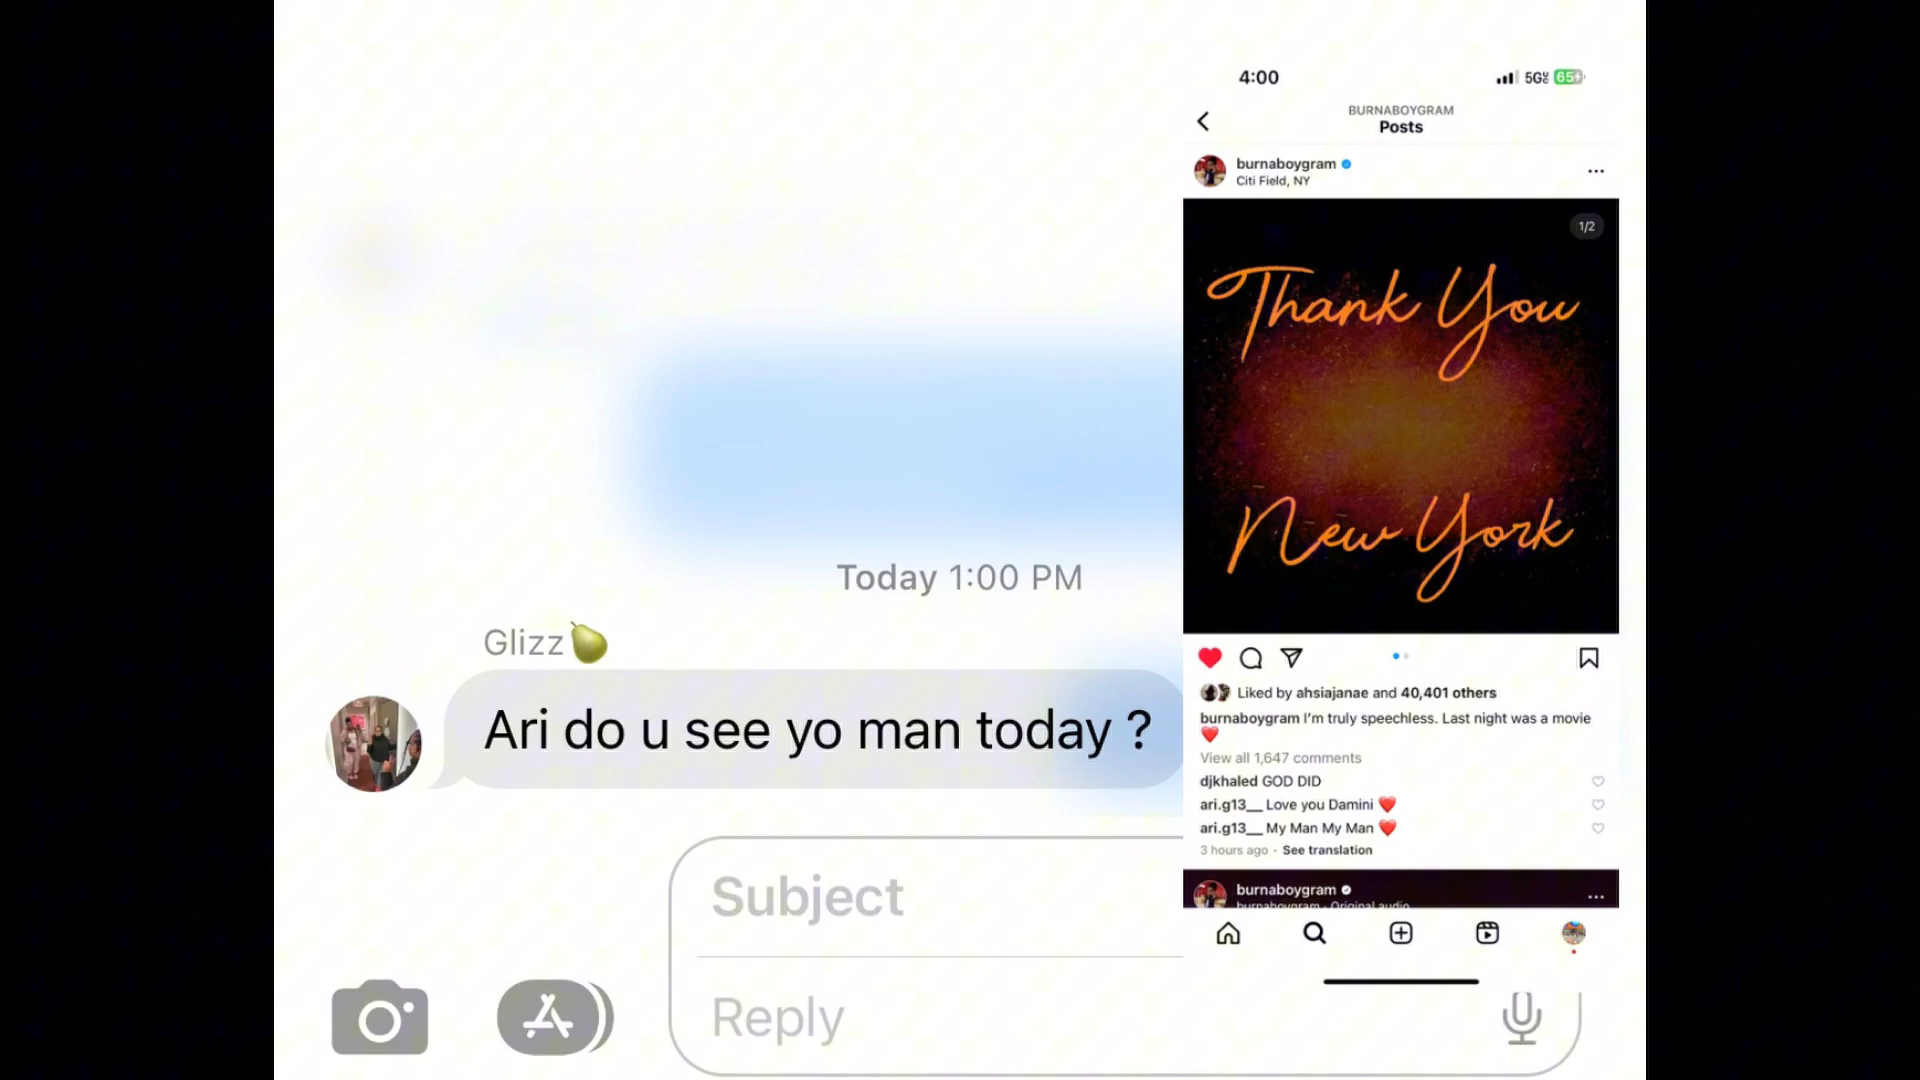 Today 1:00 PM
Glizz🍐
Ari do u see yo man today ?
Subject
Reply
4:00
5G
65
BURNABOYGRAM
Posts
burnaboygram
Citi Field, NY
1/2
Thank You
New York
Liked by ahsiajanae and 40,401 others
burnaboygram I'm truly speechless. Last night was a movie
❤️
View all 1,647 comments
djkhaled GOD DID
ari.g13__ Love you Damini ❤️
ari.g13__ My Man My Man ❤️
3 hours ago · See translation
burnaboygram
burnaboygram · Original audio